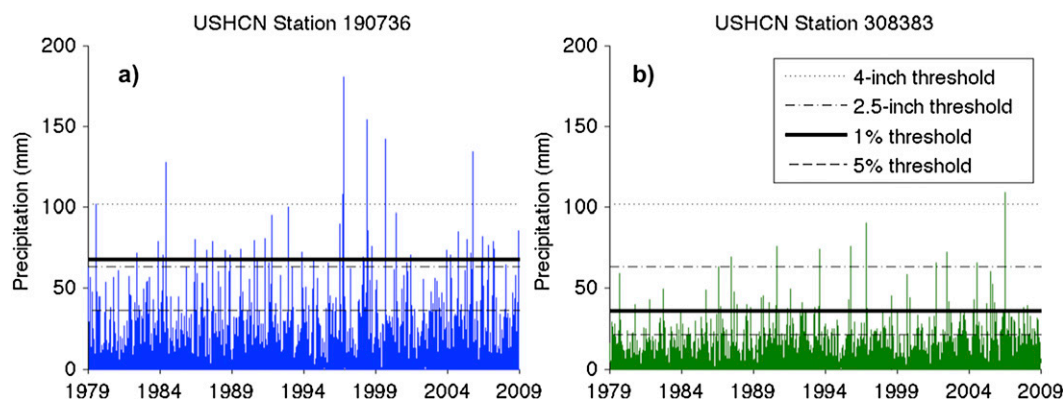 USHCN Station 190736
a)
Precipitation (mm)
200
150
100
50
0
1979 1984 1989 1994 1999 2004 2009
USHCN Station 308383
b)
Precipitation (mm)
200
150
100
50
0
1979 1984 1989 1994 1999 2004 2009
4-inch threshold
2.5-inch threshold
1% threshold
5% threshold